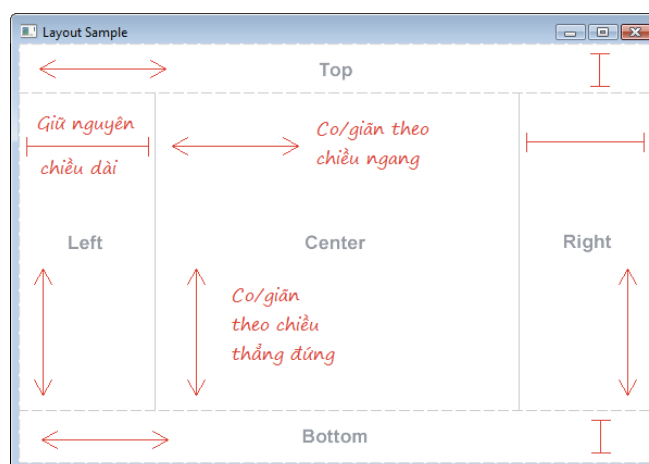 Layout Sample
Top
Giữ nguyên
chiều dài
Co/giãn theo
chiều ngang
Left
Center
Right
Co/giãn
theo chiều
thẳng đứng
Bottom